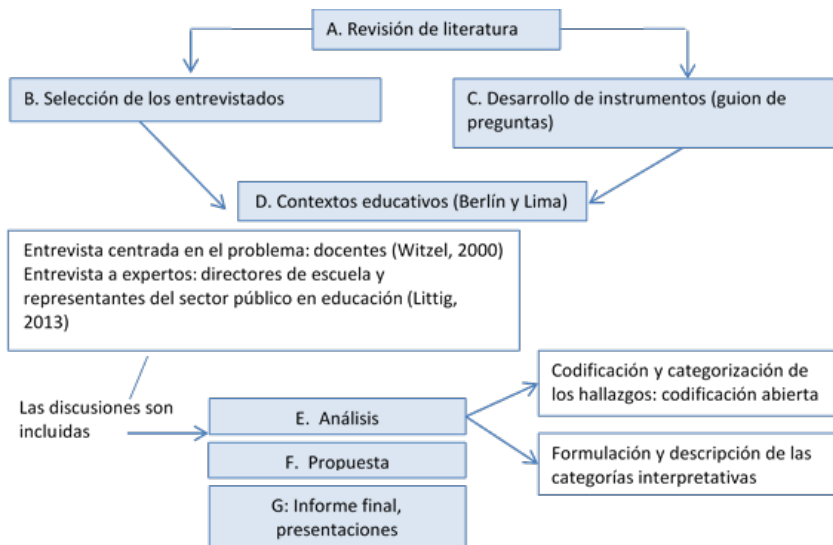 A. Revisión de literatura
B. Selección de los entrevistados
C. Desarrollo de instrumentos (guion de
preguntas)
D. Contextos educativos (Berlín y Lima)
Entrevista centrada en el problema: docentes (Witzel, 2000)
Entrevista a expertos: directores de escuela y
representantes del sector público en educación (Littig,
2013)
Las discusiones son
incluidas
E. Análisis
Codificación y categorización de
los hallazgos: codificación abierta
Formulación y descripción de las
categorías interpretativas
F. Propuesta
G: Informe final,
presentaciones